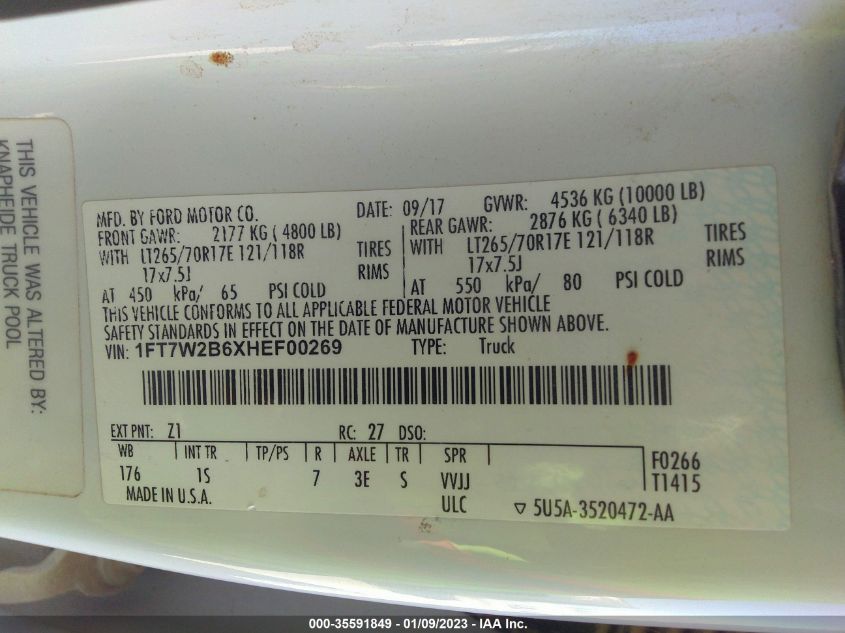 THIS VEHICLE WAS ALTERED BY:
KNAPHEIDE TRUCK POOL
MFD. BY FORD MOTOR CO. DATE: 09/17 GVWR: 4536 KG (10000 LB)
FRONT GAWR: 2177 KG ( 4800 LB) REAR GAWR: 2876 KG ( 6340 LB)
WITH LT265/70R17E 121/118R TIRES WITH LT265/70R17E 121/118R TIRES
17x7.5J RIMS 17x7.5J RIMS
AT 450 kPa/ 65 PSI COLD AT 550 kPa/ 80 PSI COLD
THIS VEHICLE CONFORMS TO ALL APPLICABLE FEDERAL MOTOR VEHICLE
SAFETY STANDARDS IN EFFECT ON THE DATE OF MANUFACTURE SHOWN ABOVE.
VIN: 1FT7W2B6XHEF00269 TYPE: Truck
EXT PNT: Z1 RC: 27 DSO:
WB INT TR TP/PS R AXLE TR SPR F0266
176 1S 7 3E S VVJJ T1415
MADE IN U.S.A. ULC ▽ 5U5A-3520472-AA
000-35591849 - 01/09/2023 - IAA Inc.